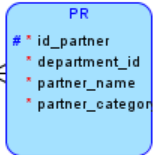 PR
# * id_partner
* department_id
* partner_name
* partner_categor